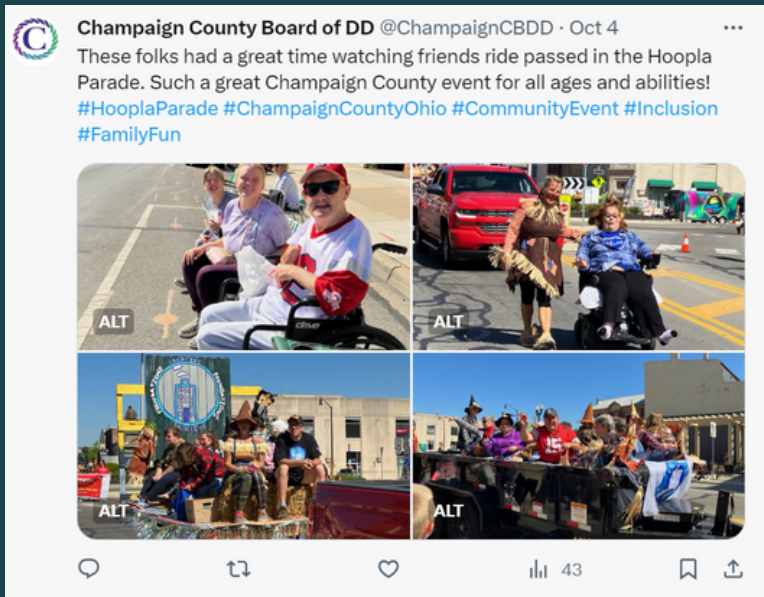 Champaign County Board of DD @ChampaignCBDD · Oct 4
These folks had a great time watching friends ride passed in the Hoopla
Parade. Such a great Champaign County event for all ages and abilities!
#HooplaParade #ChampaignCountyOhio #CommunityEvent #Inclusion
#FamilyFun
C
drive
ALT
ALT
ALT
ALT
43